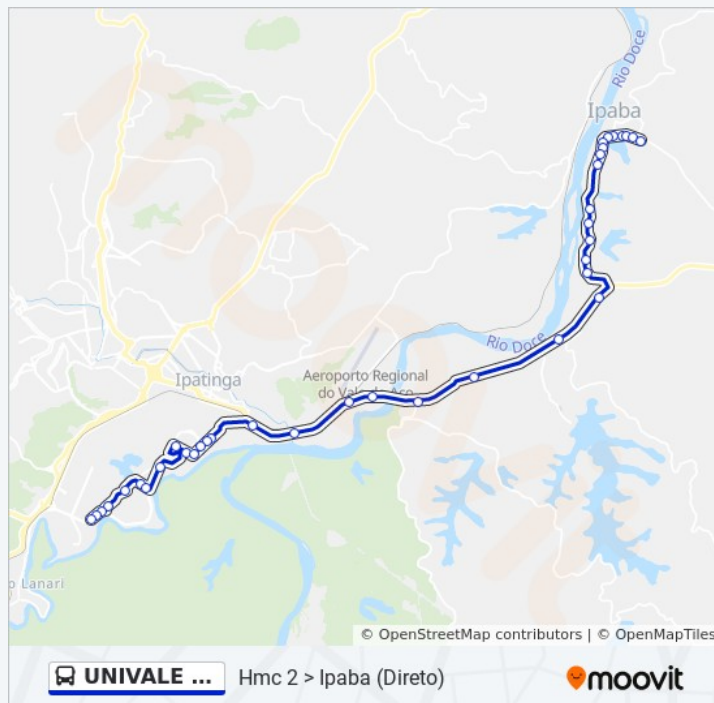 Rio Doce
Ipaba
Rio Doce
Aeroporto Regional
do Vale do Aço
Ipatinga
o Lanari
© OpenStreetMap contributors | © OpenMapTiles
UNIVALE ...
Hmc 2 > Ipaba (Direto)
moovit